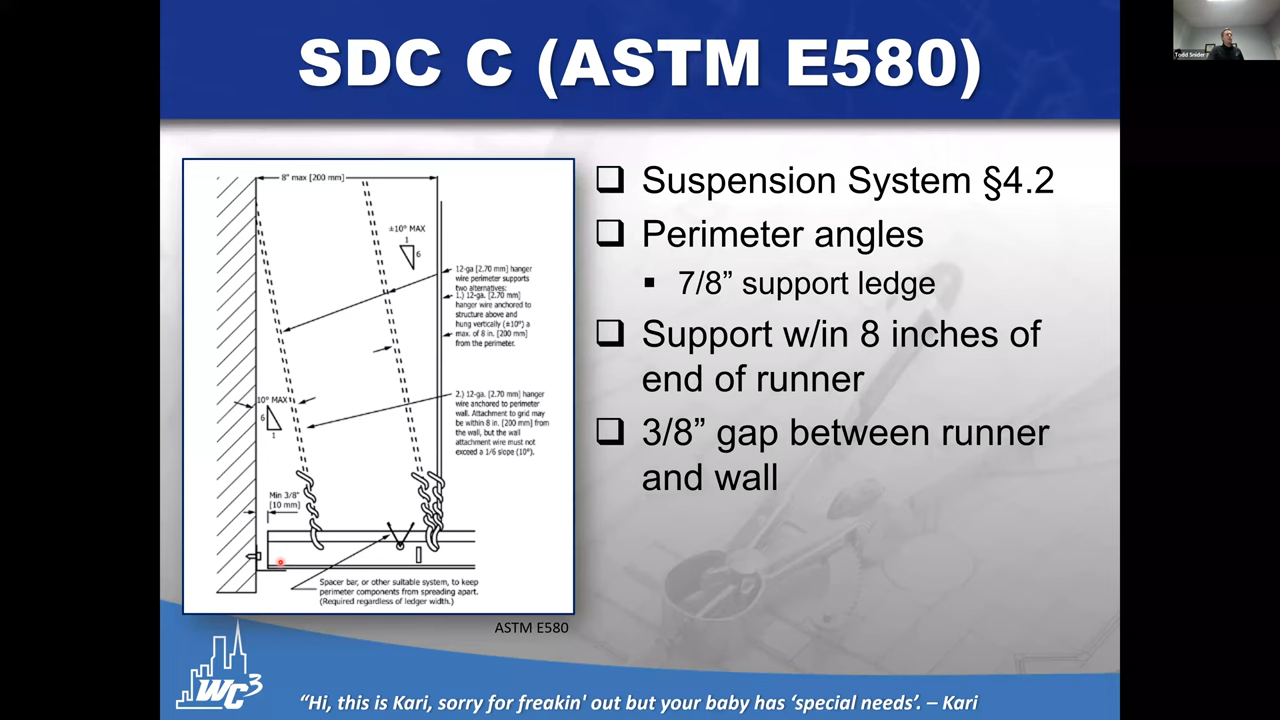 SDC C (ASTM E580)
Todd Snider
8" max [200 mm]
±10° MAX
1
6
12-ga [2.70 mm] hanger
wire perimeter supports
two alternatives:
1.) 12-ga. [2.70 mm]
hanger wire anchored to
structure above and
hung vertically (±10°) a
max. of 8 in. [200 mm]
from the perimeter.
10° MAX
6
1
2.) 12-ga. [2.70 mm] hanger
wire anchored to perimeter
wall. Attachment to grid may
be within 8 in. [200 mm] from
the wall, but the wall
attachment wire must not
exceed a 1/6 slope (10°).
Min 3/8"
[10 mm]
Spacer bar, or other suitable system, to keep
perimeter components from spreading apart.
(Required regardless of ledger width.)
ASTM E580
Suspension System §4.2
Perimeter angles
7/8” support ledge
Support w/in 8 inches of
end of runner
3/8” gap between runner
and wall
WC3
“Hi, this is Kari, sorry for freakin' out but your baby has ‘special needs’. – Kari